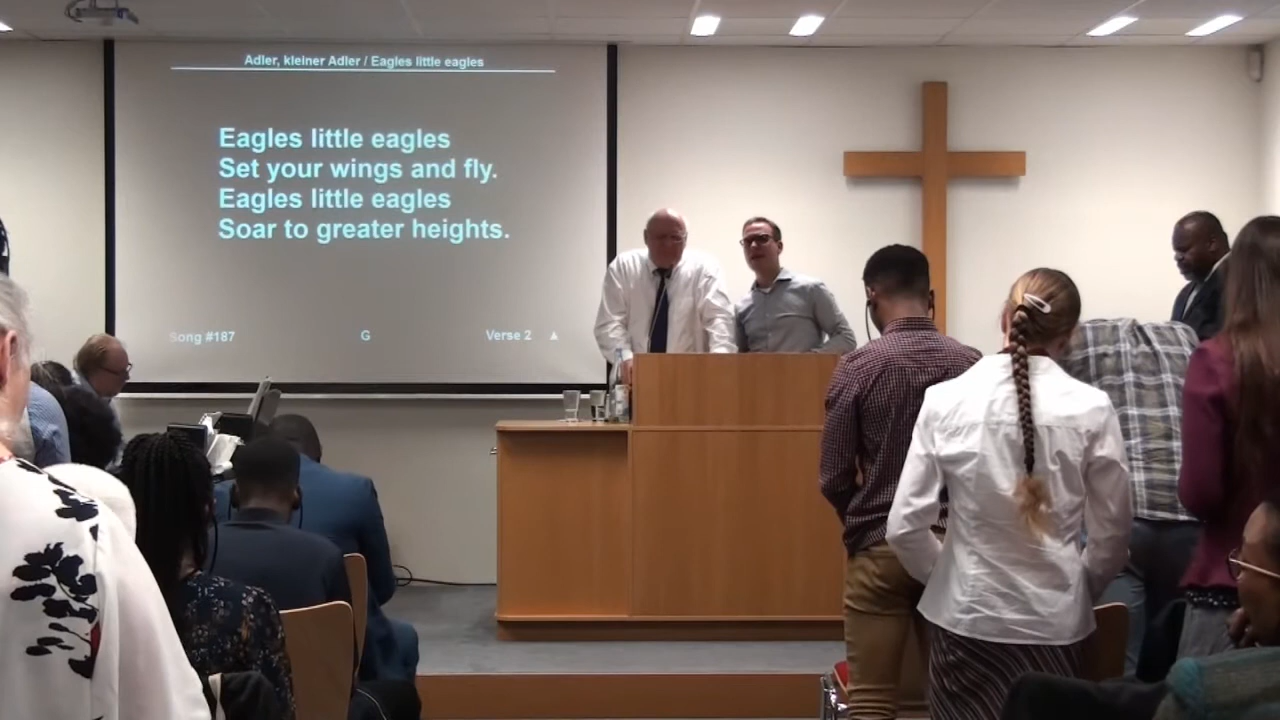 Adler, kleiner Adler / Eagles little eagles
Eagles little eagles
Set your wings and fly.
Eagles little eagles
Soar to greater heights.
Song #187 G Verse 2 ▲